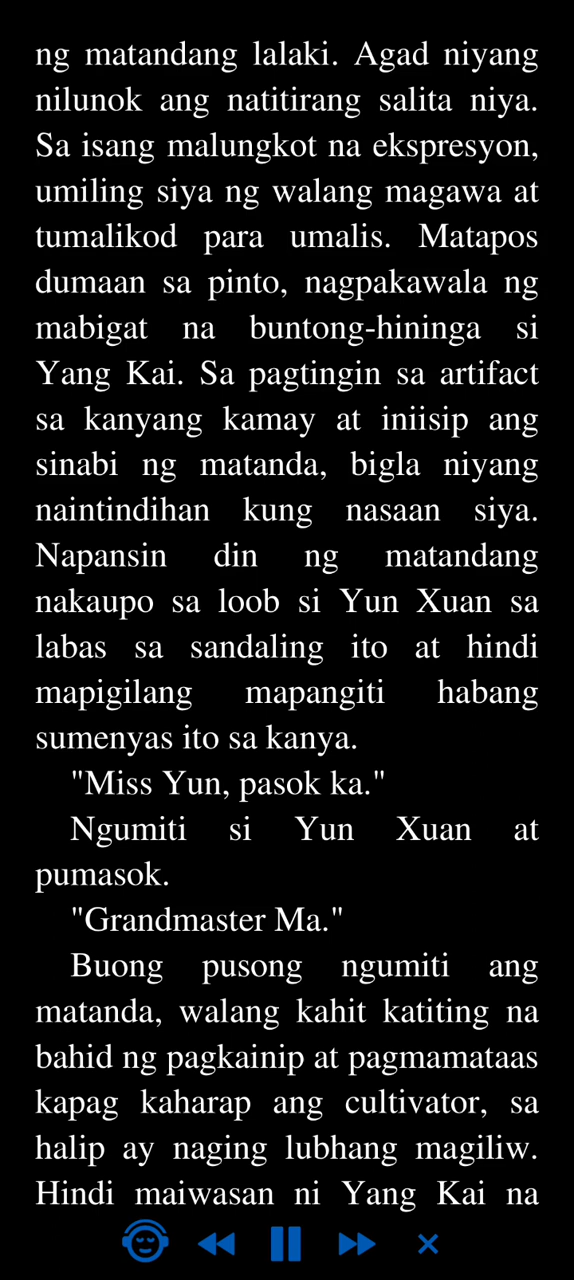 ng matandang lalaki. Agad niyang
nilunok ang natitirang salita niya.
Sa isang malungkot na ekspresyon,
umiling siya ng walang magawa at
tumalikod para umalis. Matapos
dumaan sa pinto, nagpakawala ng
mabigat na buntong-hininga si
Yang Kai. Sa pagtingin sa artifact
sa kanyang kamay at iniisip ang
sinabi ng matanda, bigla niyang
naintindihan kung nasaan siya.
Napansin din ng matandang
nakaupo sa loob si Yun Xuan sa
labas sa sandaling ito at hindi
mapigilang mapangiti habang
sumenyas ito sa kanya.
"Miss Yun, pasok ka."
Ngumiti si Yun Xuan at
pumasok.
"Grandmaster Ma."
Buong pusong ngumiti ang
matanda, walang kahit katiting na
bahid ng pagkainip at pagmamataas
kapag kaharap ang cultivator, sa
halip ay naging lubhang magiliw.
Hindi maiwasan ni Yang Kai na